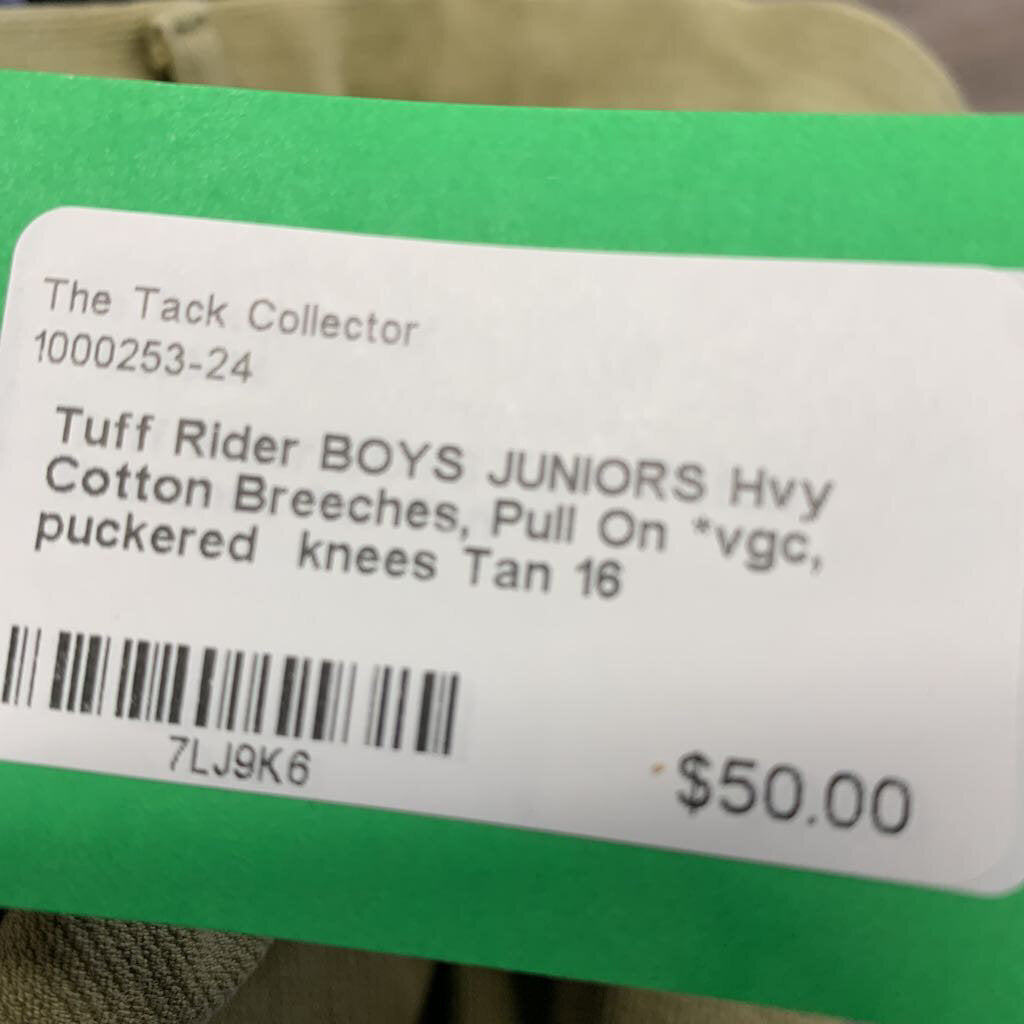 The Tack Collector
1000253-24
Tuff Rider BOYS JUNIORS Hvy
Cotton Breeches, Pull On *vgc,
puckered knees Tan 16
7LJ9K6
$50.00